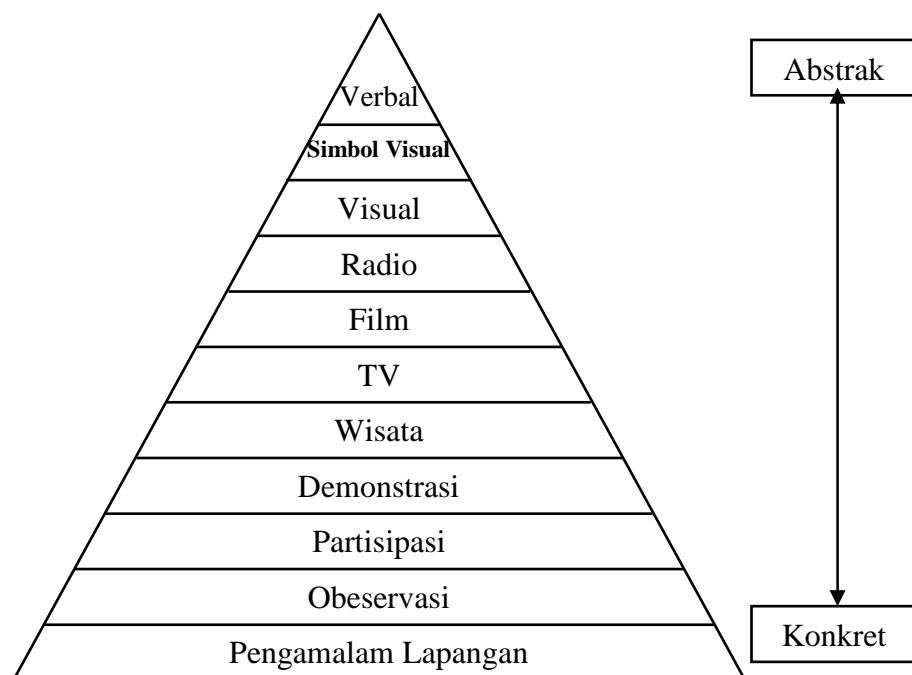 Verbal
Simbol Visual
Visual
Radio
Film
TV
Wisata
Demonstrasi
Partisipasi
Obeservasi
Pengamalam Lapangan
Abstrak
Konkret